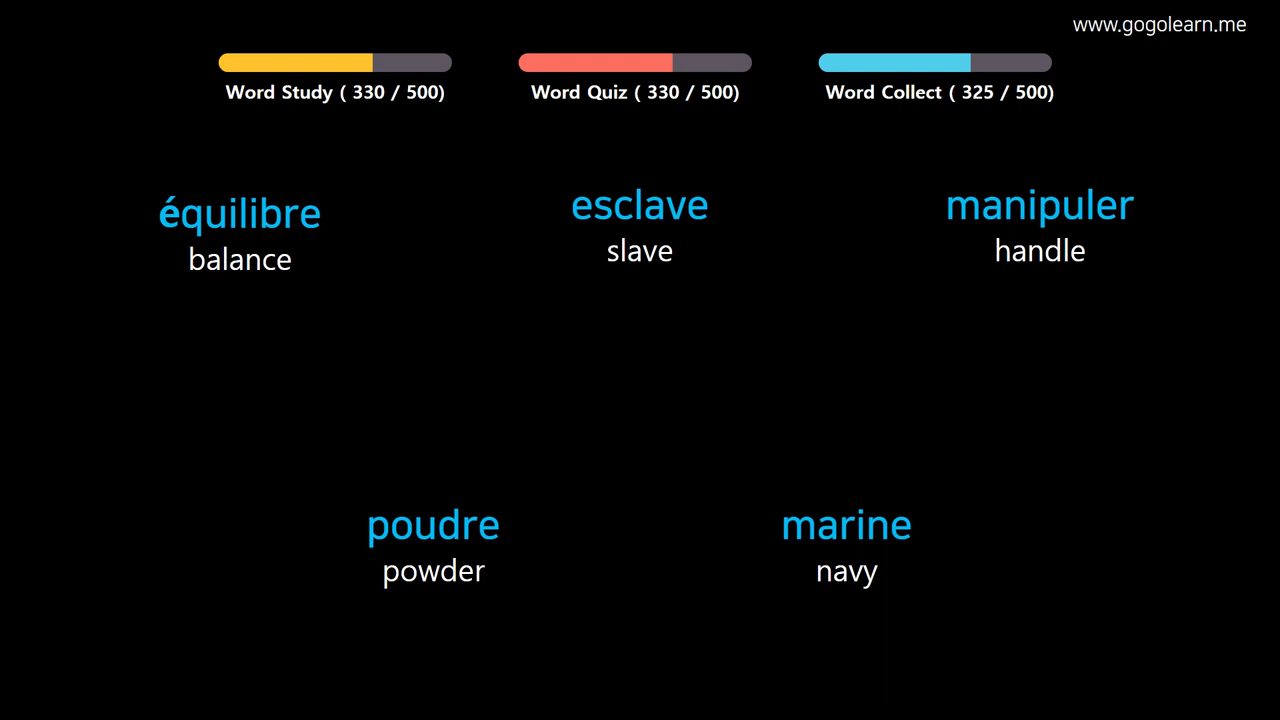 www.gogolearn.me
Word Study ( 330 / 500)
Word Quiz ( 330 / 500)
Word Collect ( 325 / 500)
équilibre
balance
esclave
slave
manipuler
handle
poudre
powder
marine
navy